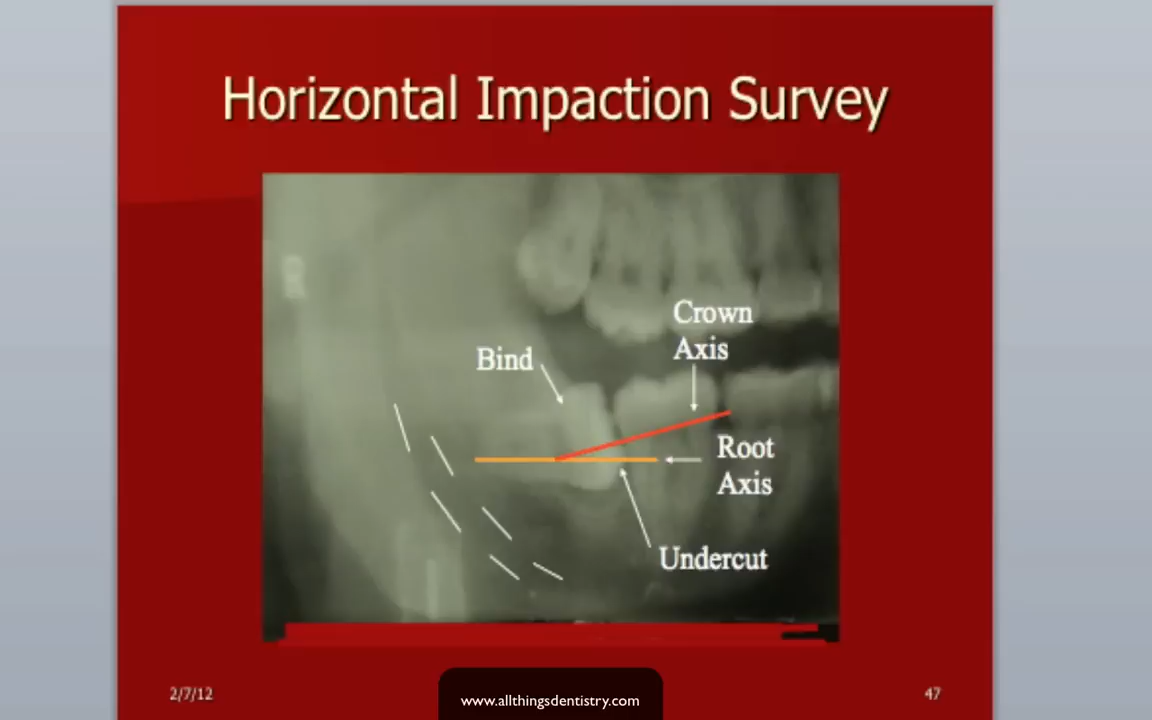 Horizontal Impaction Survey
R
Crown
Axis
Bind
Root
Axis
Undercut
2/7/12
www.allthingsdentistry.com
47